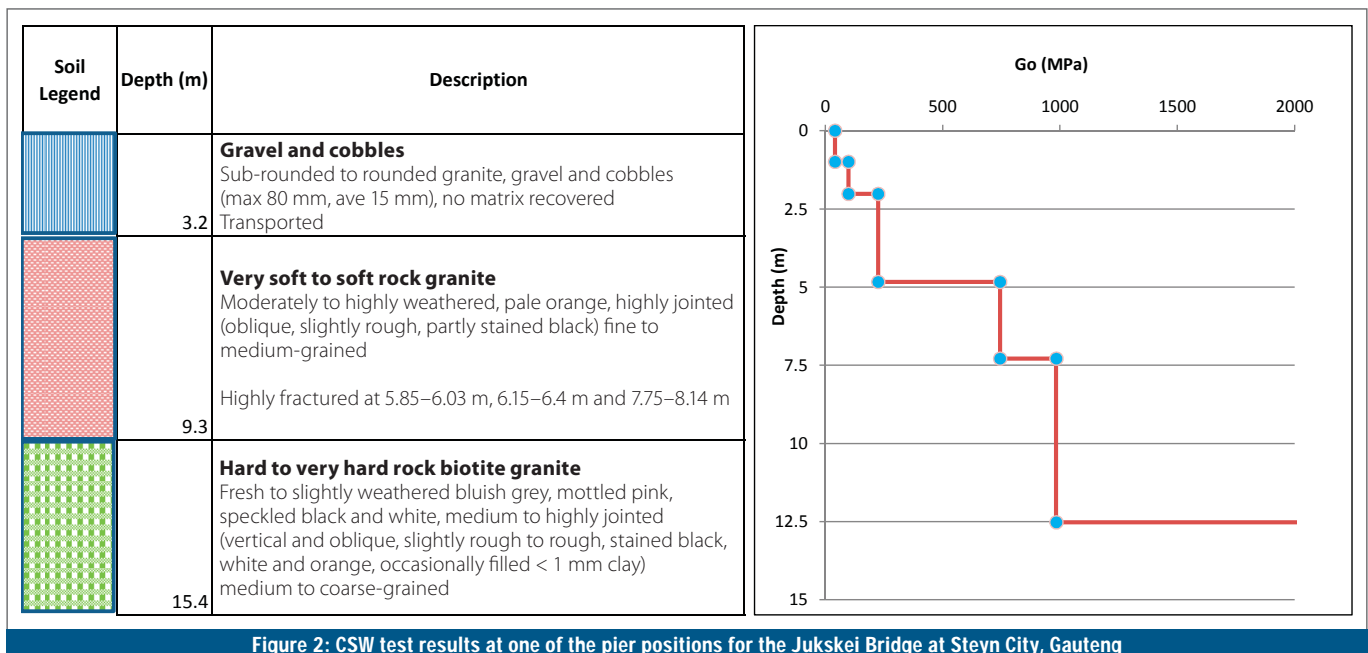 Soil Legend
Depth (m)
Description
Gravel and cobbles
Sub-rounded to rounded granite, gravel and cobbles
(max 80 mm, ave 15 mm), no matrix recovered
3.2 Transported
Very soft to soft rock granite
Moderately to highly weathered, pale orange, highly jointed
(oblique, slightly rough, partly stained black) fine to
medium-grained
Highly fractured at 5.85–6.03 m, 6.15–6.4 m and 7.75–8.14 m
9.3
Hard to very hard rock biotite granite
Fresh to slightly weathered bluish grey, mottled pink,
speckled black and white, medium to highly jointed
(vertical and oblique, slightly rough to rough, stained black,
white and orange, occasionally filled < 1 mm clay)
medium to coarse-grained
15.4
Go (MPa)
0 500 1000 1500 2000
0
2.5
5
7.5
10
12.5
15
Depth (m)
Figure 2: CSW test results at one of the pier positions for the Jukskei Bridge at Steyn City, Gauteng